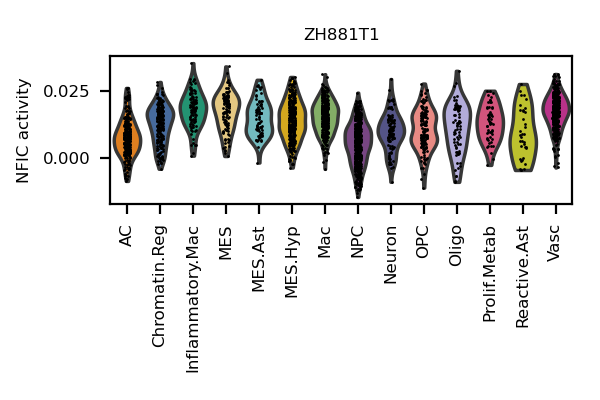 ZH881T1
NFIC activity
0.025
0.000
AC
Chromatin.Reg
Inflammatory.Mac
MES
MES.Ast
MES.Hyp
Mac
NPC
Neuron
OPC
Oligo
Prolif.Metab
Reactive.Ast
Vasc